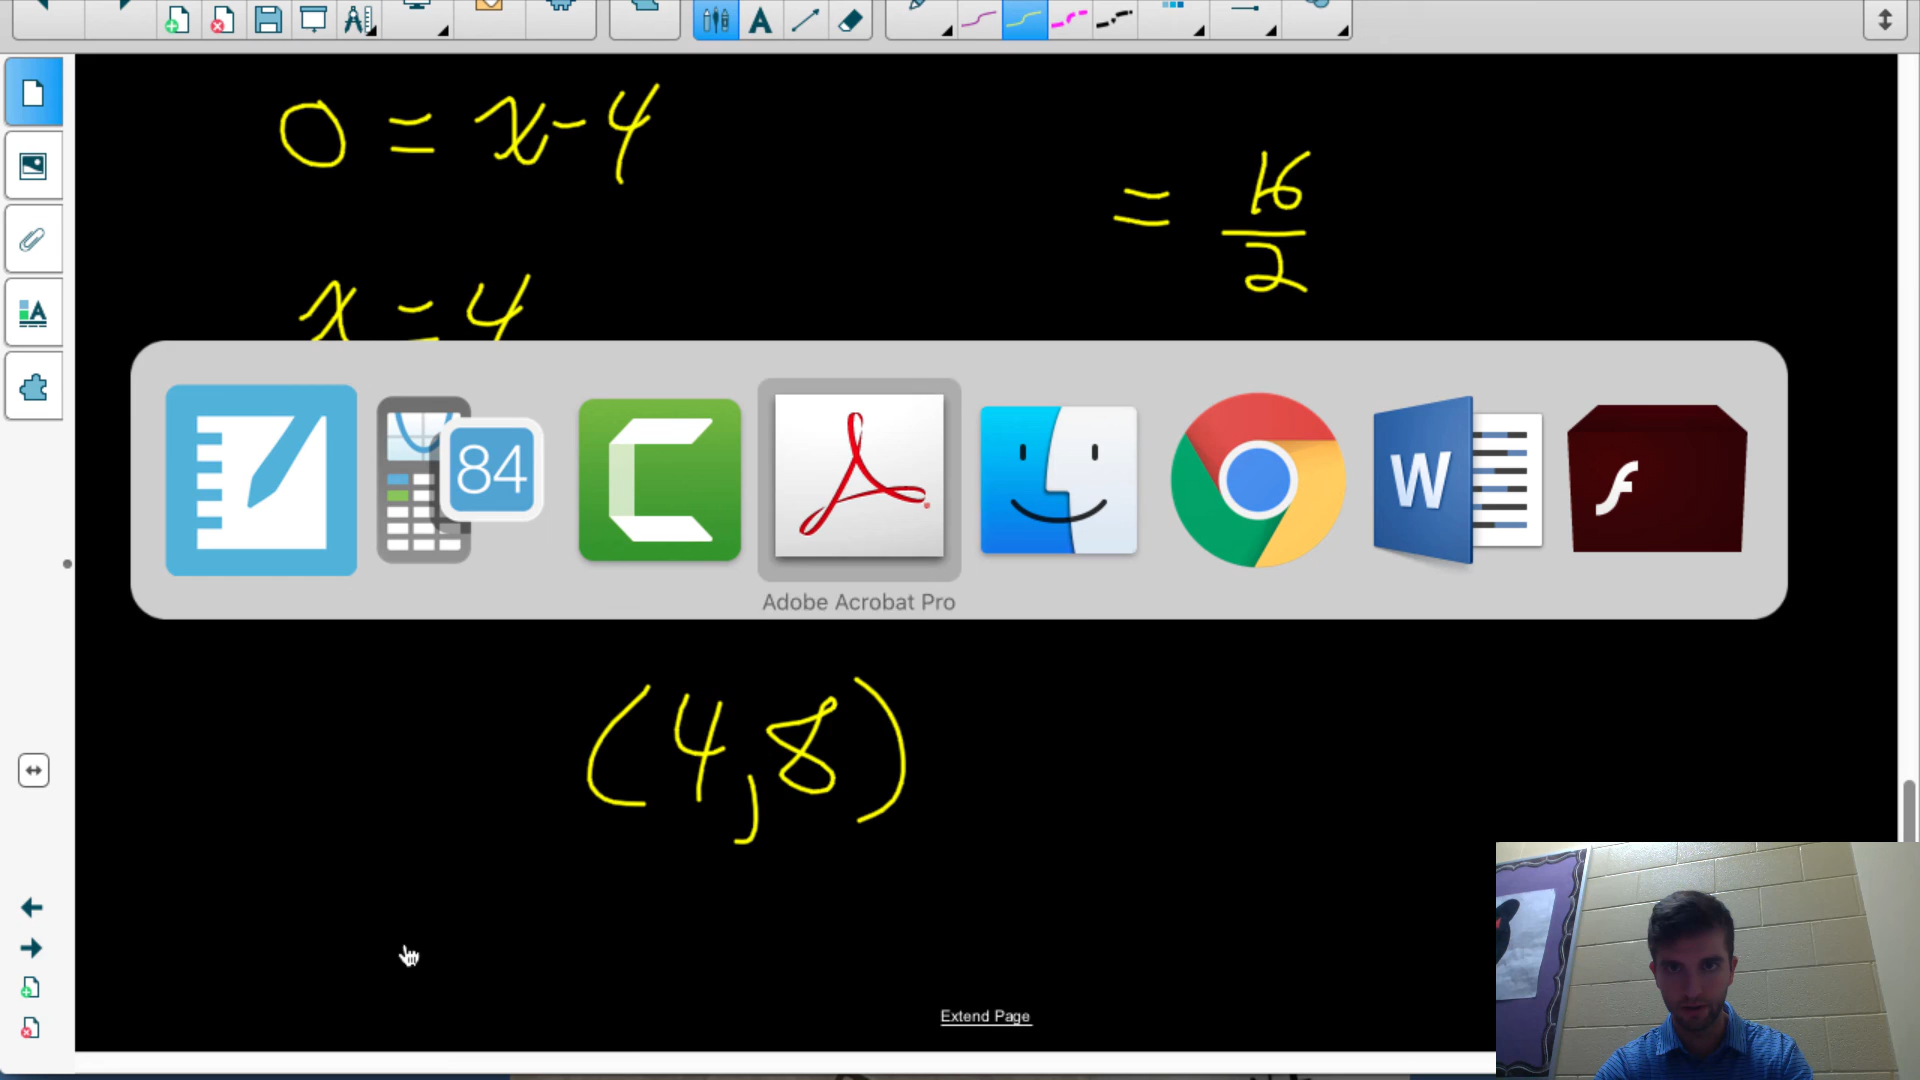 A
0 = x - 4
= 16/2
x = 4
A
84
W
Adobe Acrobat Pro
(4,8)
Extend Page